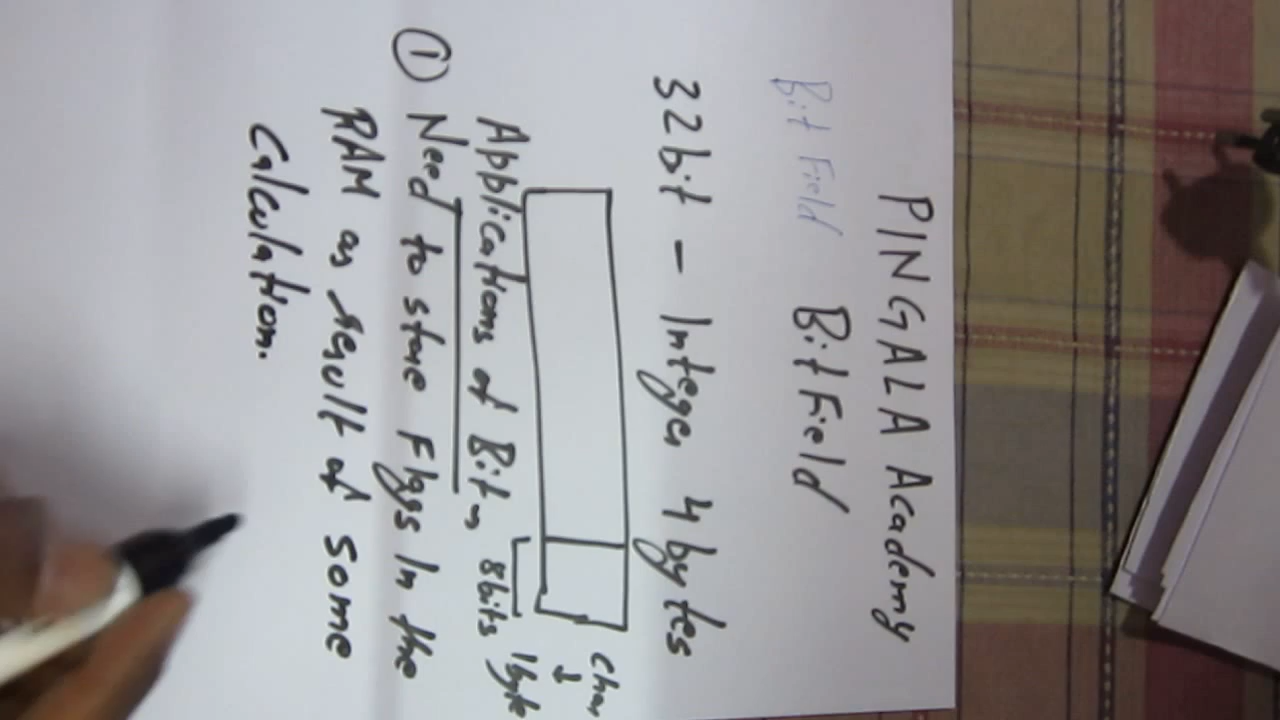 PINGALA Academy
Bit Field Bit Field
32bit - Integer 4 bytes
char
↓
8bits 1byte
Applications of Bit
① Need to store Flags In the
RAM as result of some
Calculation.